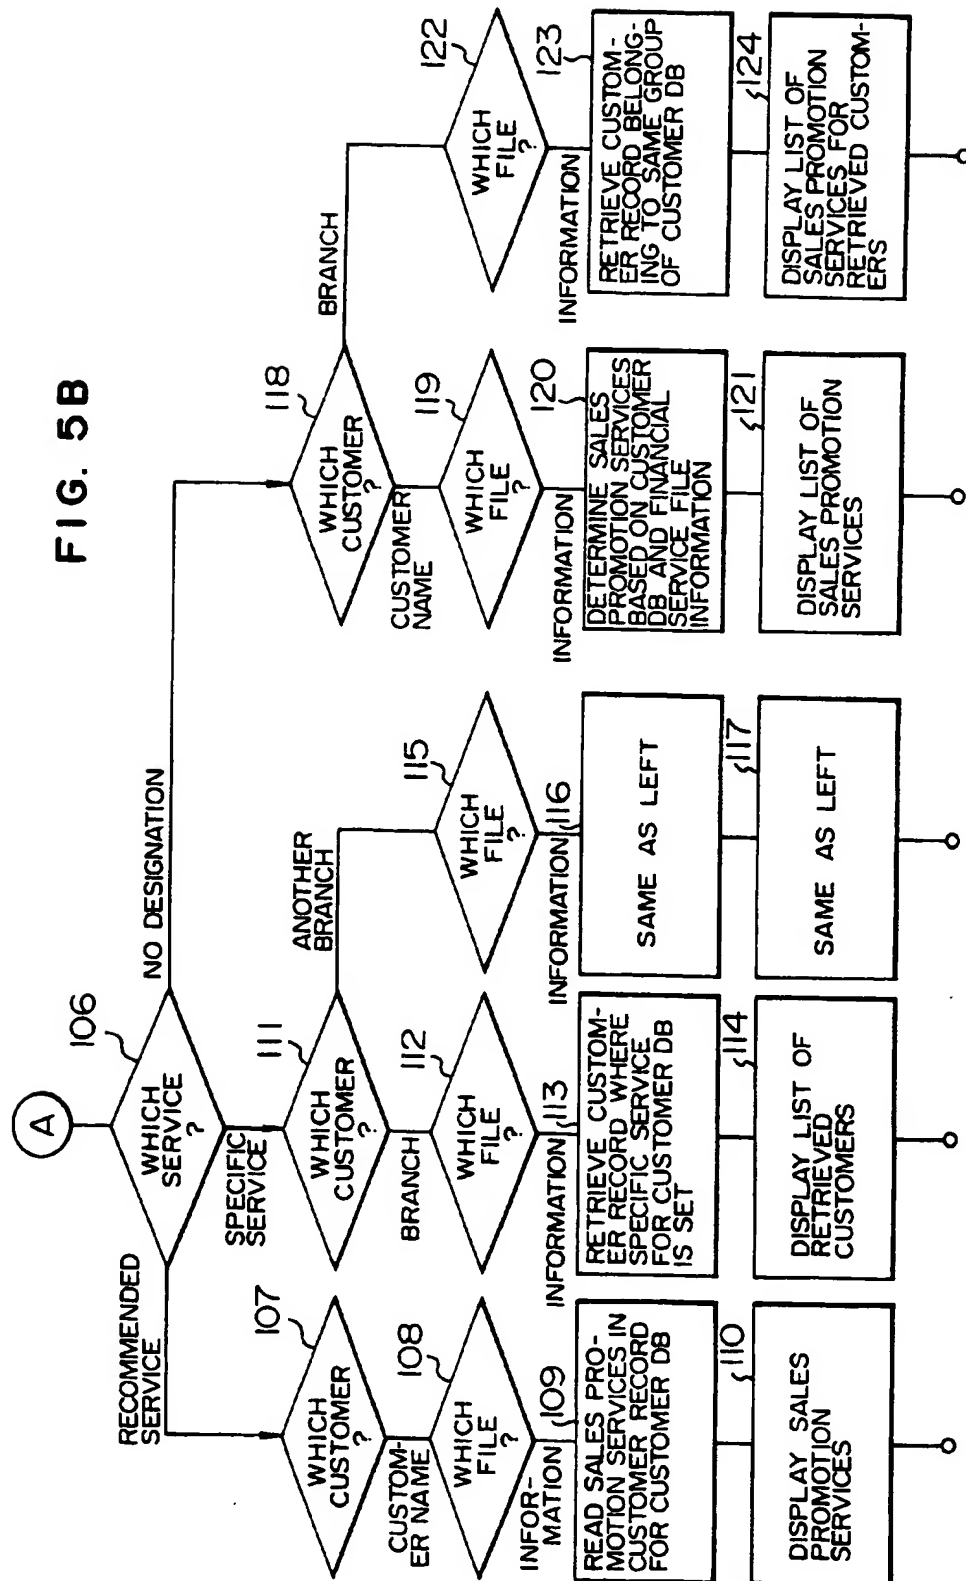 FIG. 5B
A
106
WHICH
SERVICE
?
RECOMMENDED
SERVICE
SPECIFIC
SERVICE
NO DESIGNATION
107
WHICH
CUSTOMER
?
CUSTOM-
ER NAME
108
WHICH
FILE
?
INFOR-
MATION
109
READ SALES PRO-
MOTION SERVICES IN
CUSTOMER RECORD
FOR CUSTOMER DB
110
DISPLAY SALES
PROMOTION
SERVICES
111
WHICH
CUSTOMER
?
BRANCH
ANOTHER
BRANCH
112
WHICH
FILE
?
INFORMATION
113
RETRIEVE CUSTOM-
ER RECORD WHERE
SPECIFIC SERVICE
FOR CUSTOMER DB
IS SET
114
DISPLAY LIST OF
RETRIEVED
CUSTOMERS
115
WHICH
FILE
?
INFORMATION
116
SAME AS LEFT
117
SAME AS LEFT
118
WHICH
CUSTOMER
?
CUSTOMER
NAME
BRANCH
119
WHICH
FILE
?
INFORMATION
120
DETERMINE SALES
PROMOTION SERVICES
BASED ON CUSTOMER
DB AND FINANCIAL
SERVICE FILE
INFORMATION
121
DISPLAY LIST OF
SALES PROMOTION
SERVICES
122
WHICH
FILE
?
INFORMATION
123
RETRIEVE CUSTOM-
ER RECORD BELONG-
ING TO SAME GROUP
OF CUSTOMER DB
124
DISPLAY LIST OF
SALES PROMOTION
SERVICES FOR
RETRIEVED CUSTOM-
ERS